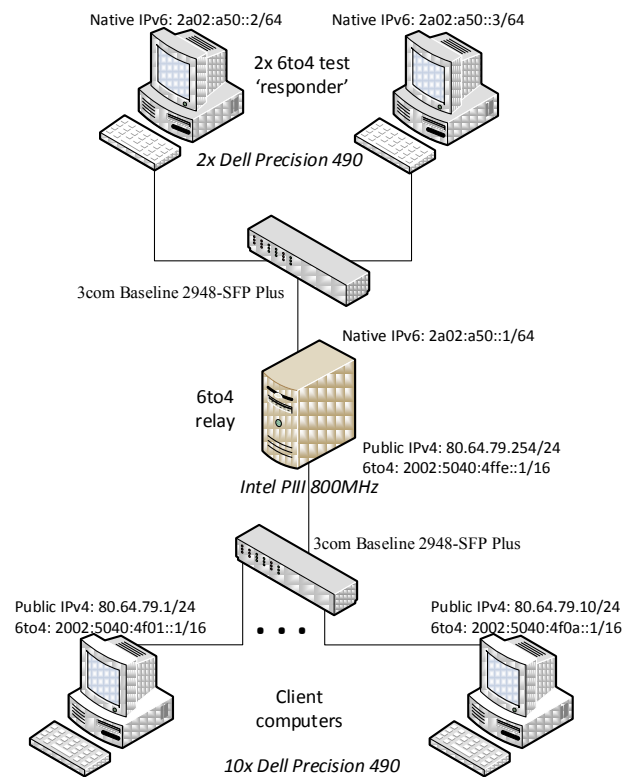 Native IPv6: 2a02:a50::2/64
Native IPv6: 2a02:a50::3/64
2x 6to4 test
‘responder’
2x Dell Precision 490
3com Baseline 2948-SFP Plus
Native IPv6: 2a02:a50::1/64
6to4
relay
Public IPv4: 80.64.79.254/24
6to4: 2002:5040:4ffe::1/16
Intel PIII 800MHz
3com Baseline 2948-SFP Plus
Public IPv4: 80.64.79.1/24
6to4: 2002:5040:4f01::1/16
Public IPv4: 80.64.79.10/24
6to4: 2002:5040:4f0a::1/16
Client
computers
10x Dell Precision 490